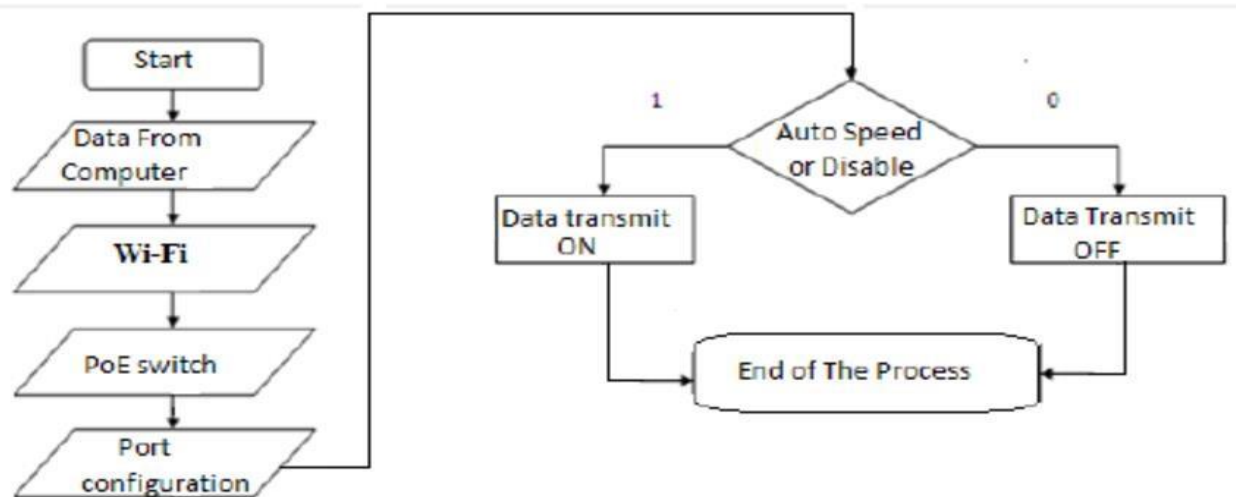 Start
Data From
Computer
Wi-Fi
PoE switch
Port
configuration
1
0
Auto Speed
or Disable
Data transmit
ON
Data Transmit
OFF
End of The Process